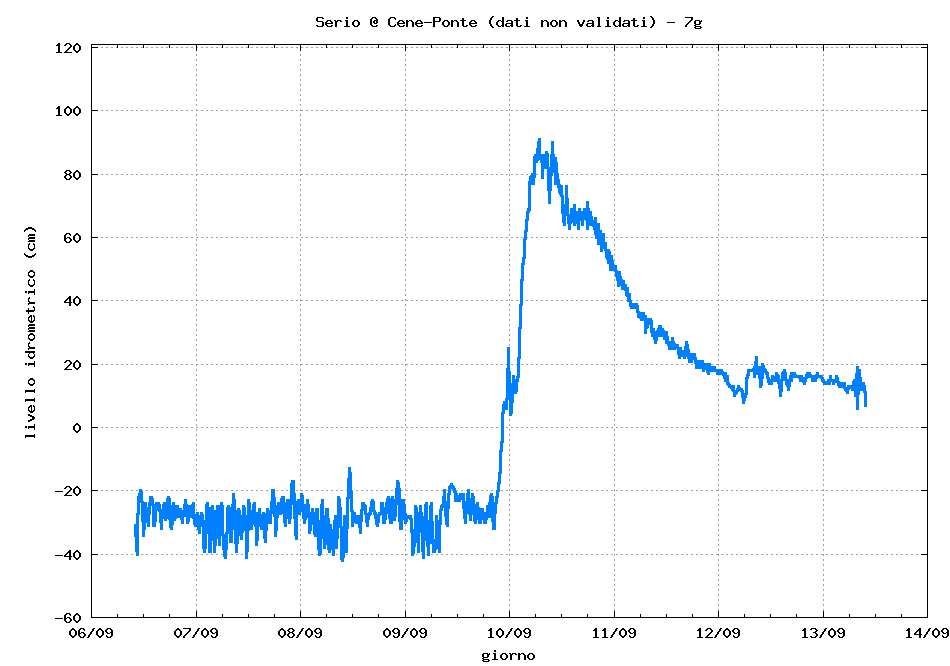 Serio @ Cene-Ponte (dati non validati) - 7g
120
100
80
60
40
20
0
-20
-40
-60
livello idrometrico (cm)
06/09 07/09 08/09 09/09 10/09 11/09 12/09 13/09 14/09
giorno